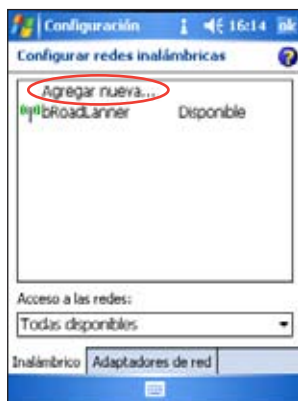 Configuración 16:14 ok
Configurar redes inalámbricas
Agregar nueva...
bRoadLanner Disponible
Acceso a las redes:
Todas disponibles
Inalámbrico Adaptadores de red